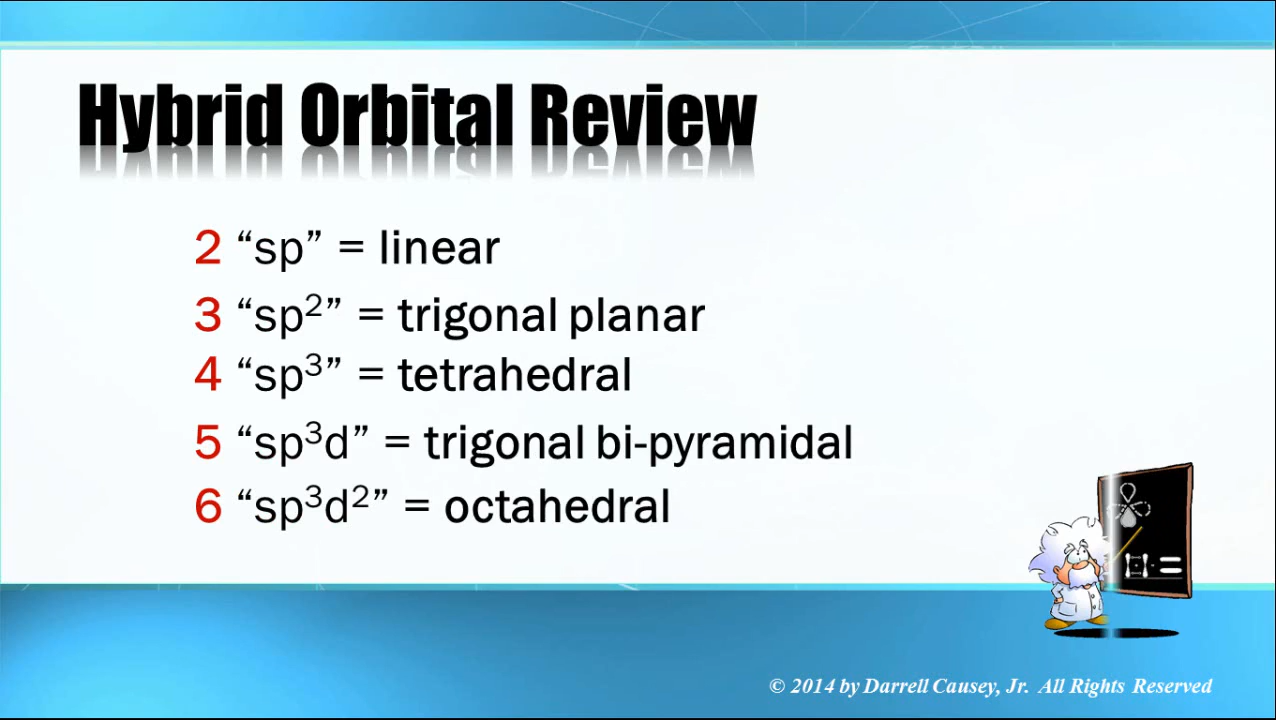 Hybrid Orbital Review
2 “sp” = linear
3 “sp²” = trigonal planar
4 “sp³” = tetrahedral
5 “sp³d” = trigonal bi-pyramidal
6 “sp³d²” = octahedral
© 2014 by Darrell Causey, Jr. All Rights Reserved